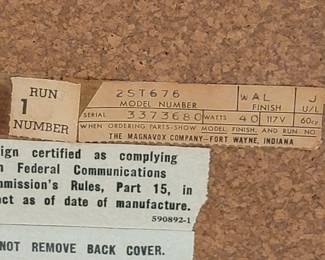 RUN
1
NUMBER
2ST676 WAL J
MODEL NUMBER FINISH U/L
SERIAL 3373680 WATTS 40 117V 60cy
WHEN ORDERING PARTS-SHOW MODEL, FINISH, AND RUN NO.
THE MAGNAVOX COMPANY-FORT WAYNE, INDIANA
ign certified as complying
h Federal Communications
mmission's Rules, Part 15, in
ect as of date of manufacture.
590892-1
NOT REMOVE BACK COVER.